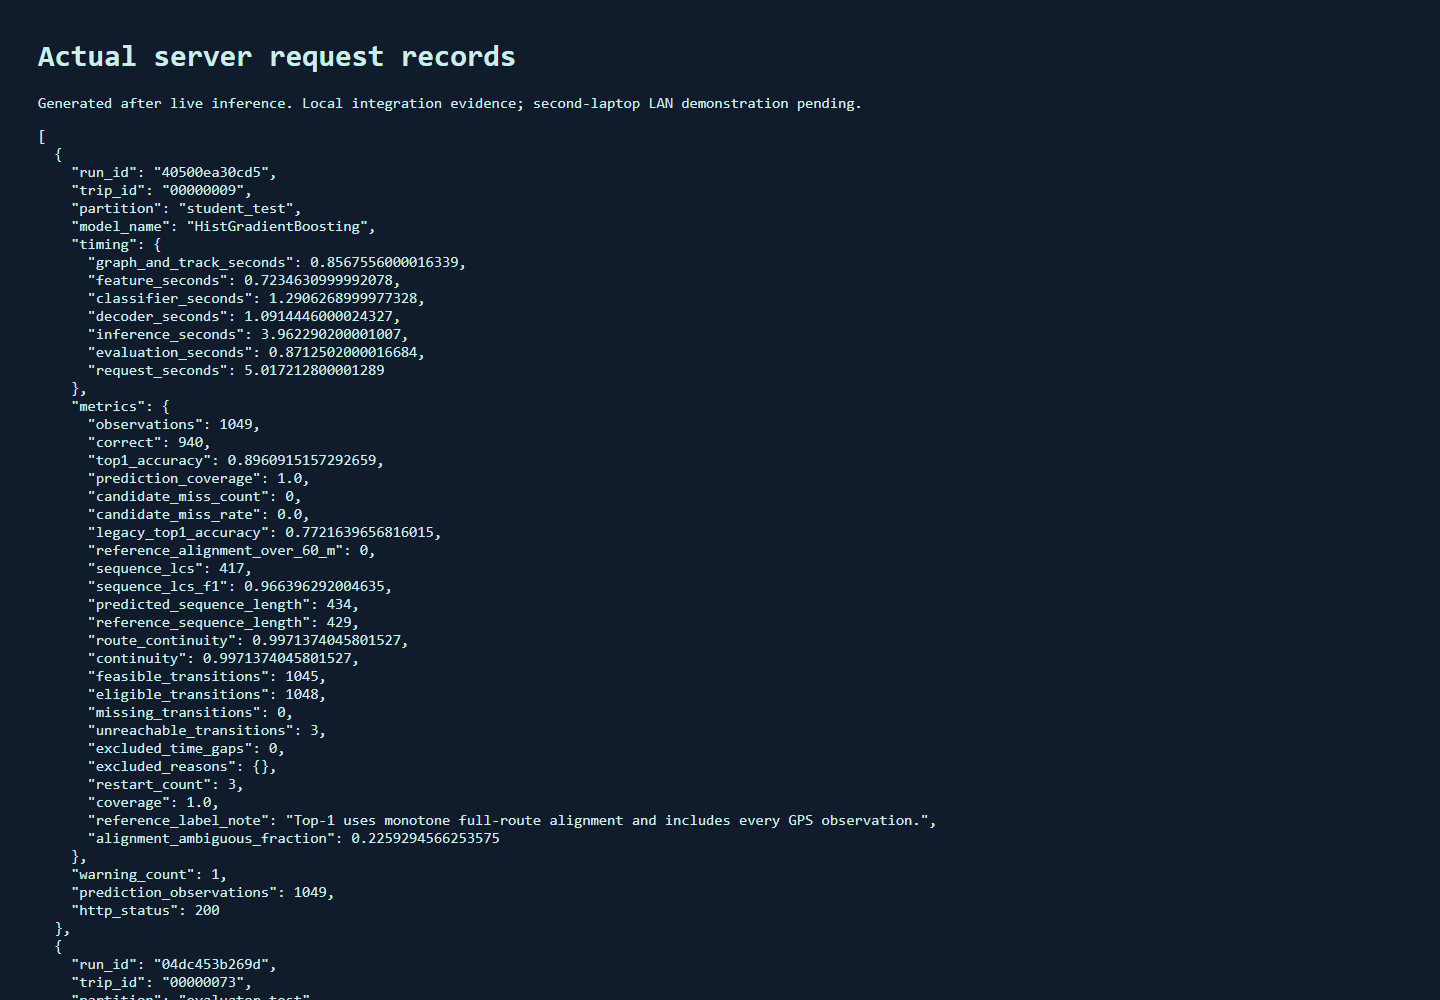 Actual server request records
Generated after live inference. Local integration evidence; second-laptop LAN demonstration pending.
[
  {
    "run_id": "40500ea30cd5",
    "trip_id": "00000009",
    "partition": "student_test",
    "model_name": "HistGradientBoosting",
    "timing": {
      "graph_and_track_seconds": 0.8567556000016339,
      "feature_seconds": 0.7234630999992078,
      "classifier_seconds": 1.2906268999977328,
      "decoder_seconds": 1.0914446000024327,
      "inference_seconds": 3.962290200001007,
      "evaluation_seconds": 0.8712502000016684,
      "request_seconds": 5.017212800001289
    },
    "metrics": {
      "observations": 1049,
      "correct": 940,
      "top1_accuracy": 0.8960915157292659,
      "prediction_coverage": 1.0,
      "candidate_miss_count": 0,
      "candidate_miss_rate": 0.0,
      "legacy_top1_accuracy": 0.7721639656816015,
      "reference_alignment_over_60_m": 0,
      "sequence_lcs": 417,
      "sequence_lcs_f1": 0.966396292004635,
      "predicted_sequence_length": 434,
      "reference_sequence_length": 429,
      "route_continuity": 0.9971374045801527,
      "continuity": 0.9971374045801527,
      "feasible_transitions": 1045,
      "eligible_transitions": 1048,
      "missing_transitions": 0,
      "unreachable_transitions": 3,
      "excluded_time_gaps": 0,
      "excluded_reasons": {},
      "restart_count": 3,
      "coverage": 1.0,
      "reference_label_note": "Top-1 uses monotone full-route alignment and includes every GPS observation.",
      "alignment_ambiguous_fraction": 0.2259294566253575
    },
    "warning_count": 1,
    "prediction_observations": 1049,
    "http_status": 200
  },
  {
    "run_id": "04dc453b269d",
    "trip_id": "00000073",
    "partition": "evaluator_test",